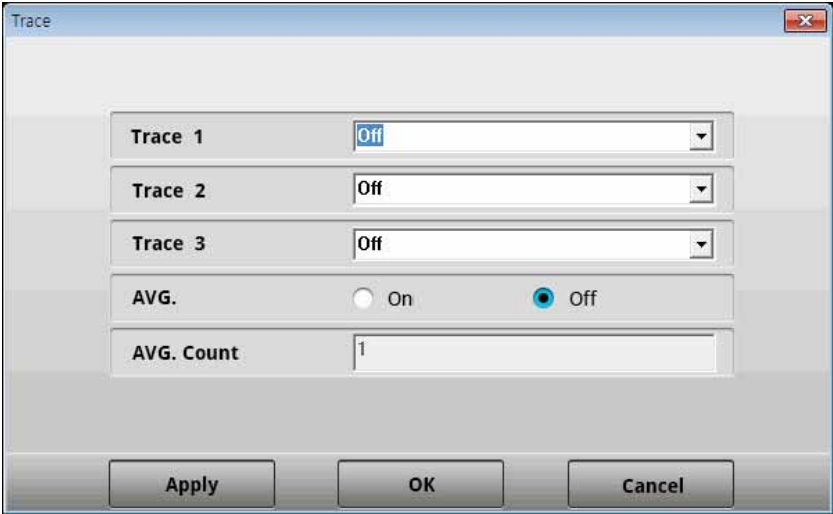 Trace
Trace 1 Off
Trace 2 Off
Trace 3 Off
AVG. On Off
AVG. Count 1
Apply OK Cancel